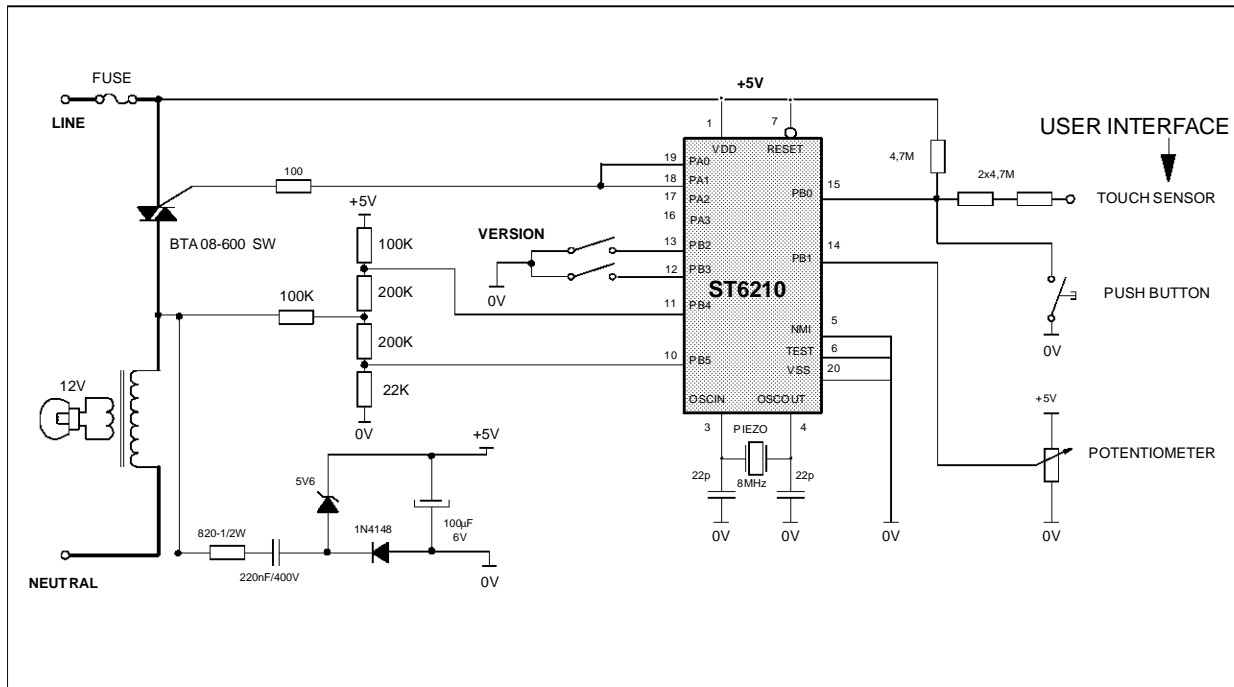 FUSE
LINE
+5V
1
7
VDD
RESET
USER INTERFACE
4,7M
2x4,7M
TOUCH SENSOR
100
19
PA0
18
PA1
17
PA2
16
PA3
15
PB0
BTA 08-600 SW
+5V
100K
VERSION
13
PB2
14
PB1
12
PB3
0V
ST6210
200K
100K
11
PB4
PUSH BUTTON
0V
200K
5
NMI
10
PB5
6
TEST
20
VSS
22K
0V
12V
OSCIN
OSCOUT
3
PIEZO
4
+5V
+5V
POTENTIOMETER
22p
8MHz
22p
5V6
820-1/2W
1N4148
100µF
6V
0V
0V
0V
0V
0V
220nF/400V
NEUTRAL